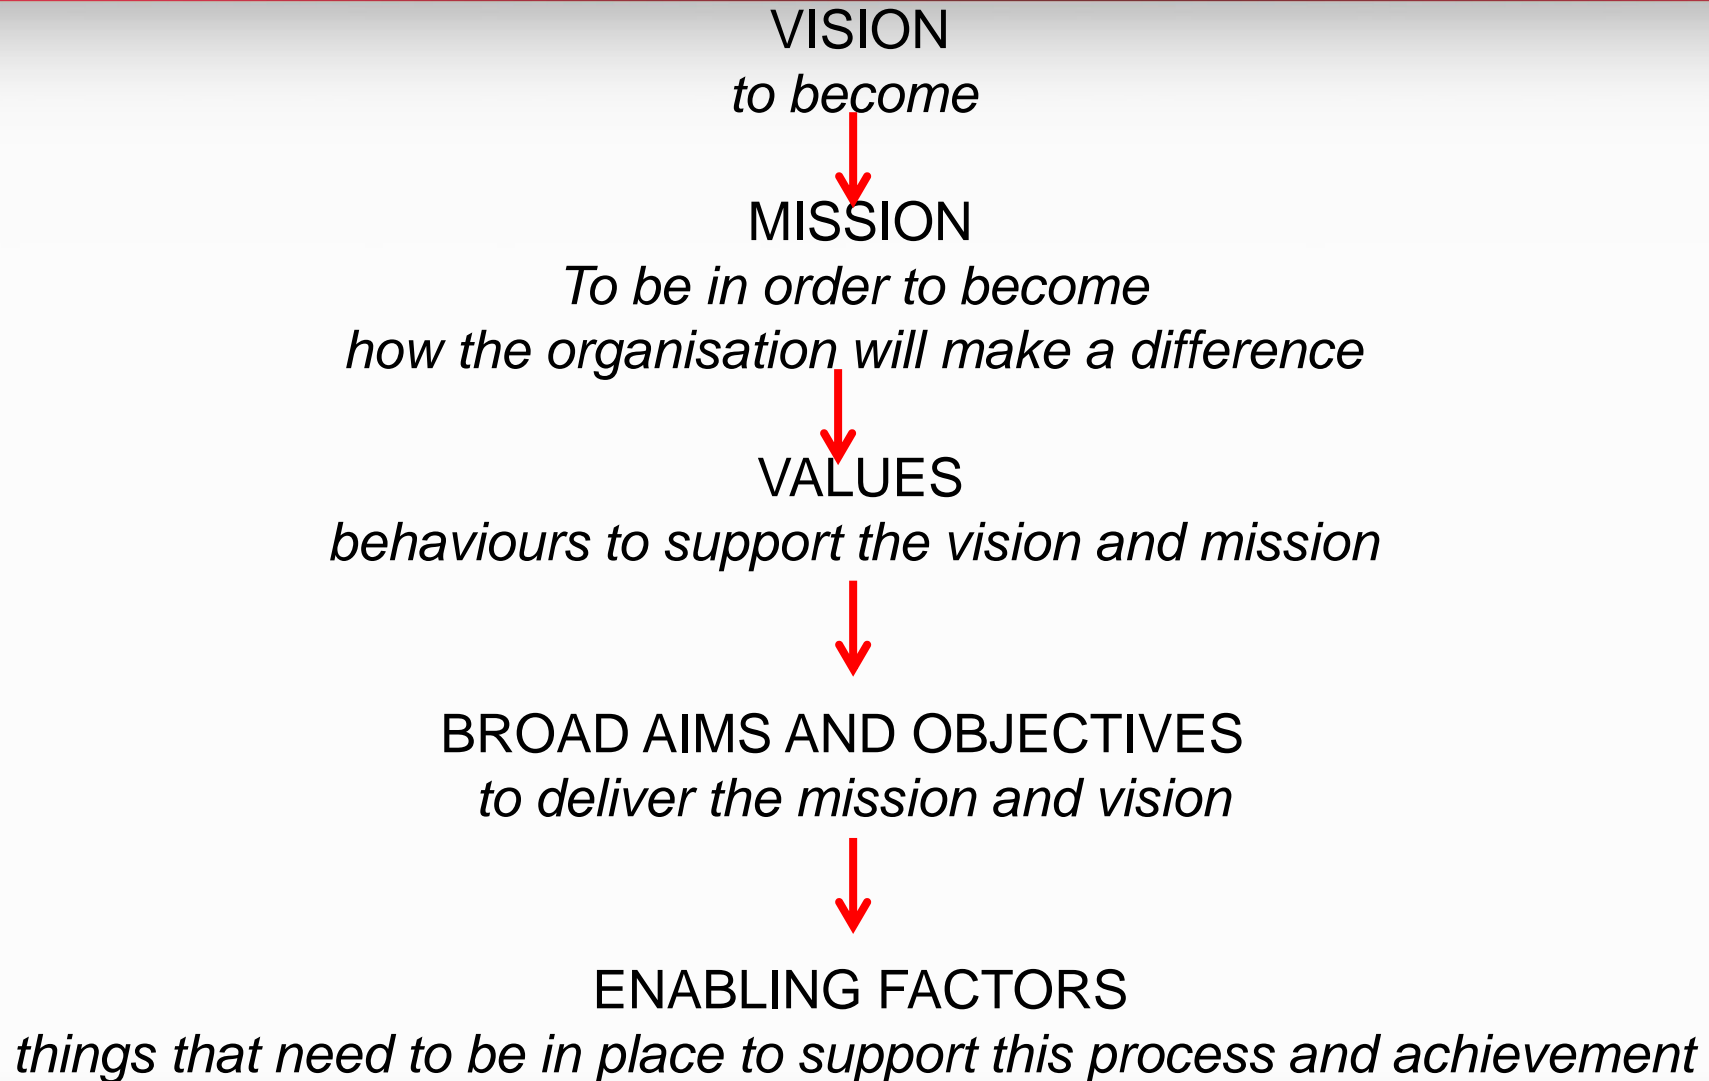 VISION
to become
MISSION
To be in order to become
how the organisation will make a difference
VALUES
behaviours to support the vision and mission
BROAD AIMS AND OBJECTIVES
to deliver the mission and vision
ENABLING FACTORS
things that need to be in place to support this process and achievement